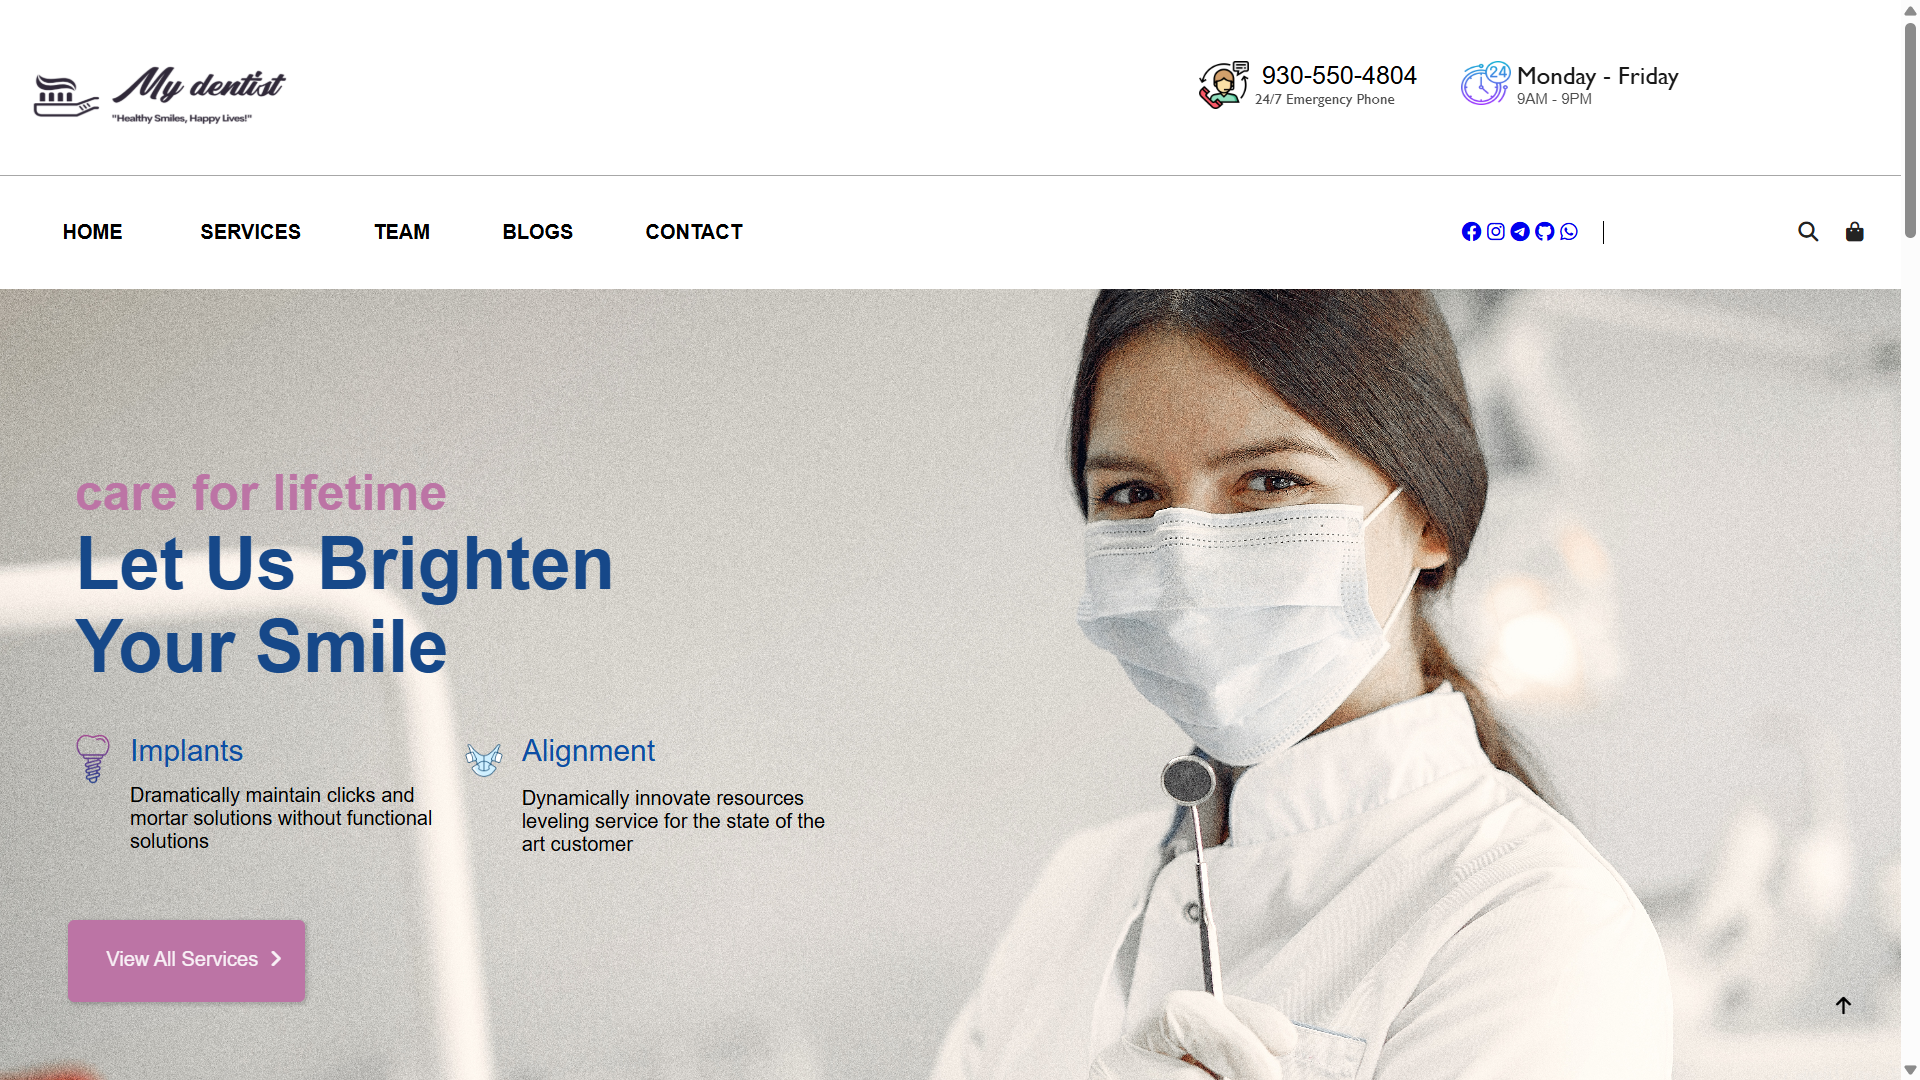 My dentist
"Healthy Smiles, Happy Lives!"
930-550-4804
24/7 Emergency Phone
24
Monday - Friday
9AM - 9PM
HOME
SERVICES
TEAM
BLOGS
CONTACT
care for lifetime
Let Us Brighten
Your Smile
Implants
Dramatically maintain clicks and
mortar solutions without functional
solutions
Alignment
Dynamically innovate resources
leveling service for the state of the
art customer
View All Services